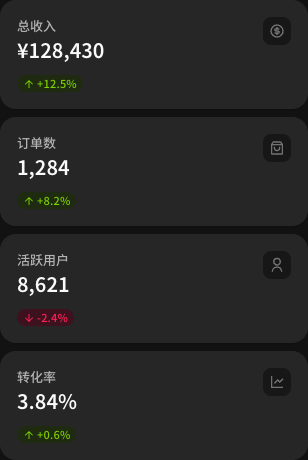 总收入
¥128,430
↑ +12.5%
订单数
1,284
↑ +8.2%
活跃用户
8,621
↓ -2.4%
转化率
3.84%
↑ +0.6%